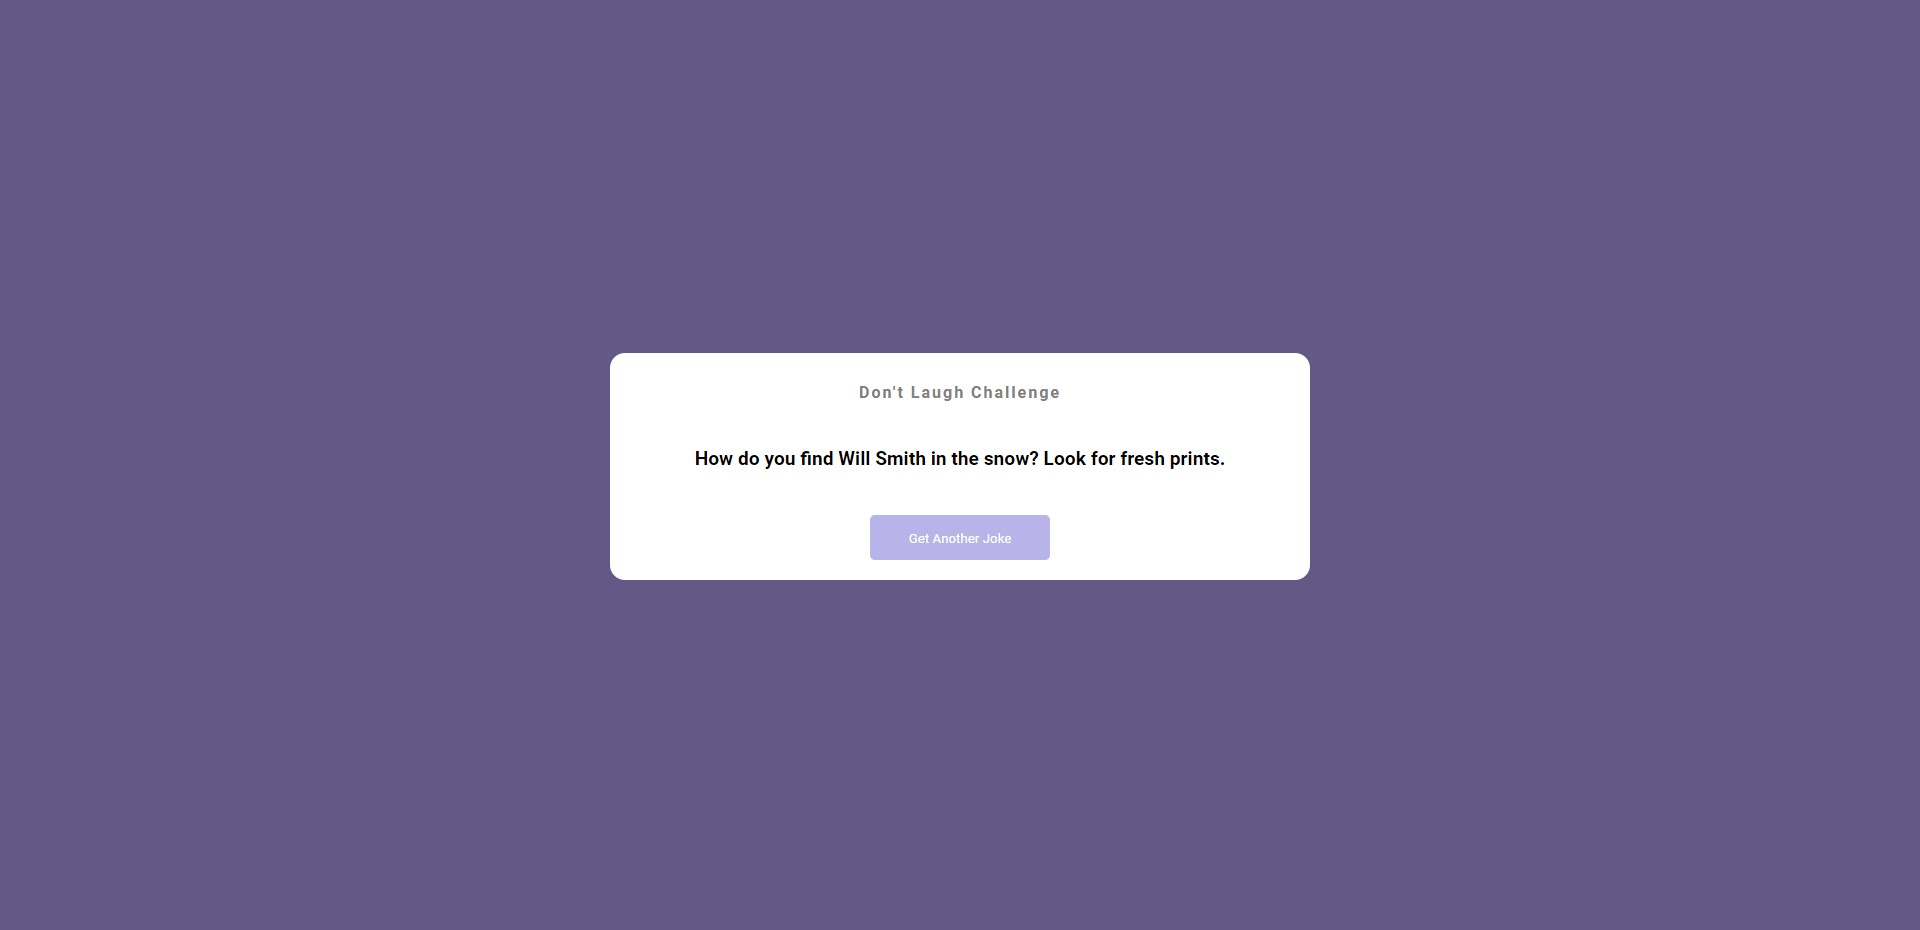 Don't Laugh Challenge
How do you find Will Smith in the snow? Look for fresh prints.
Get Another Joke